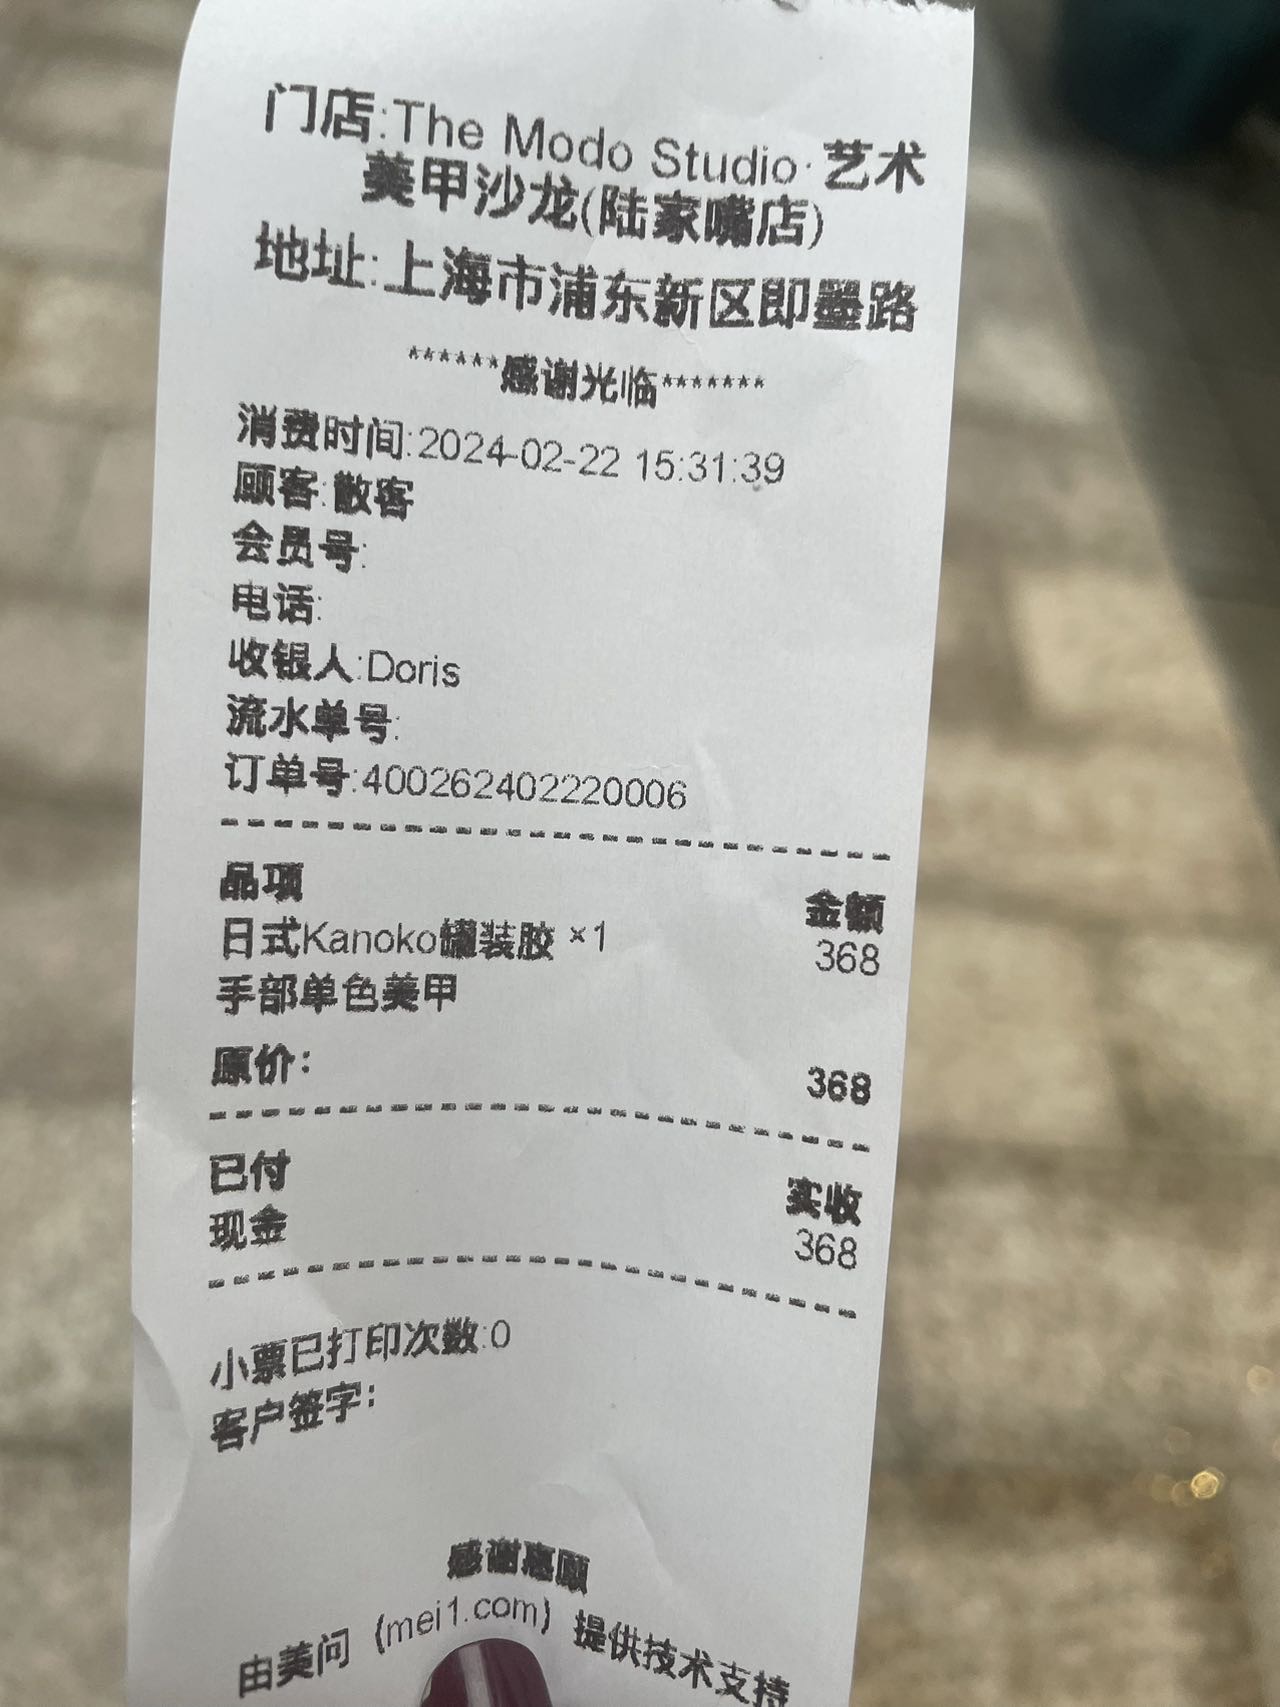 门店:The Modo Studio·艺术
美甲沙龙(陆家嘴店)
地址:上海市浦东新区即墨路
******感谢光临*******
消费时间:2024-02-22 15:31:39
顾客:散客
会员号:
电话:
收银人:Doris
流水单号:
订单号:400262402220006
品项 金额
日式Kanoko罐装胶 ×1 368
手部单色美甲
原价: 368
已付 实收
现金 368
小票已打印次数:0
客户签字:
感谢惠顾
由美问 (mei1.com) 提供技术支持